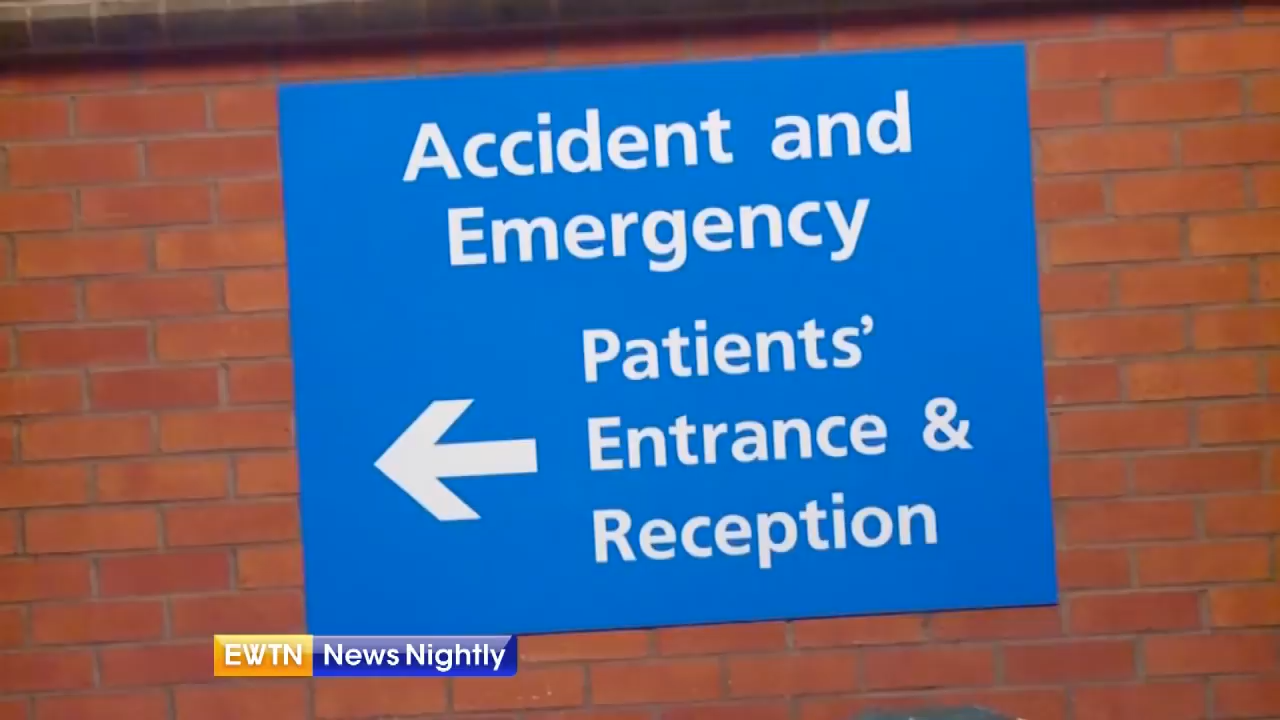 Accident and
Emergency
Patients’
Entrance &
Reception
EWTN News Nightly